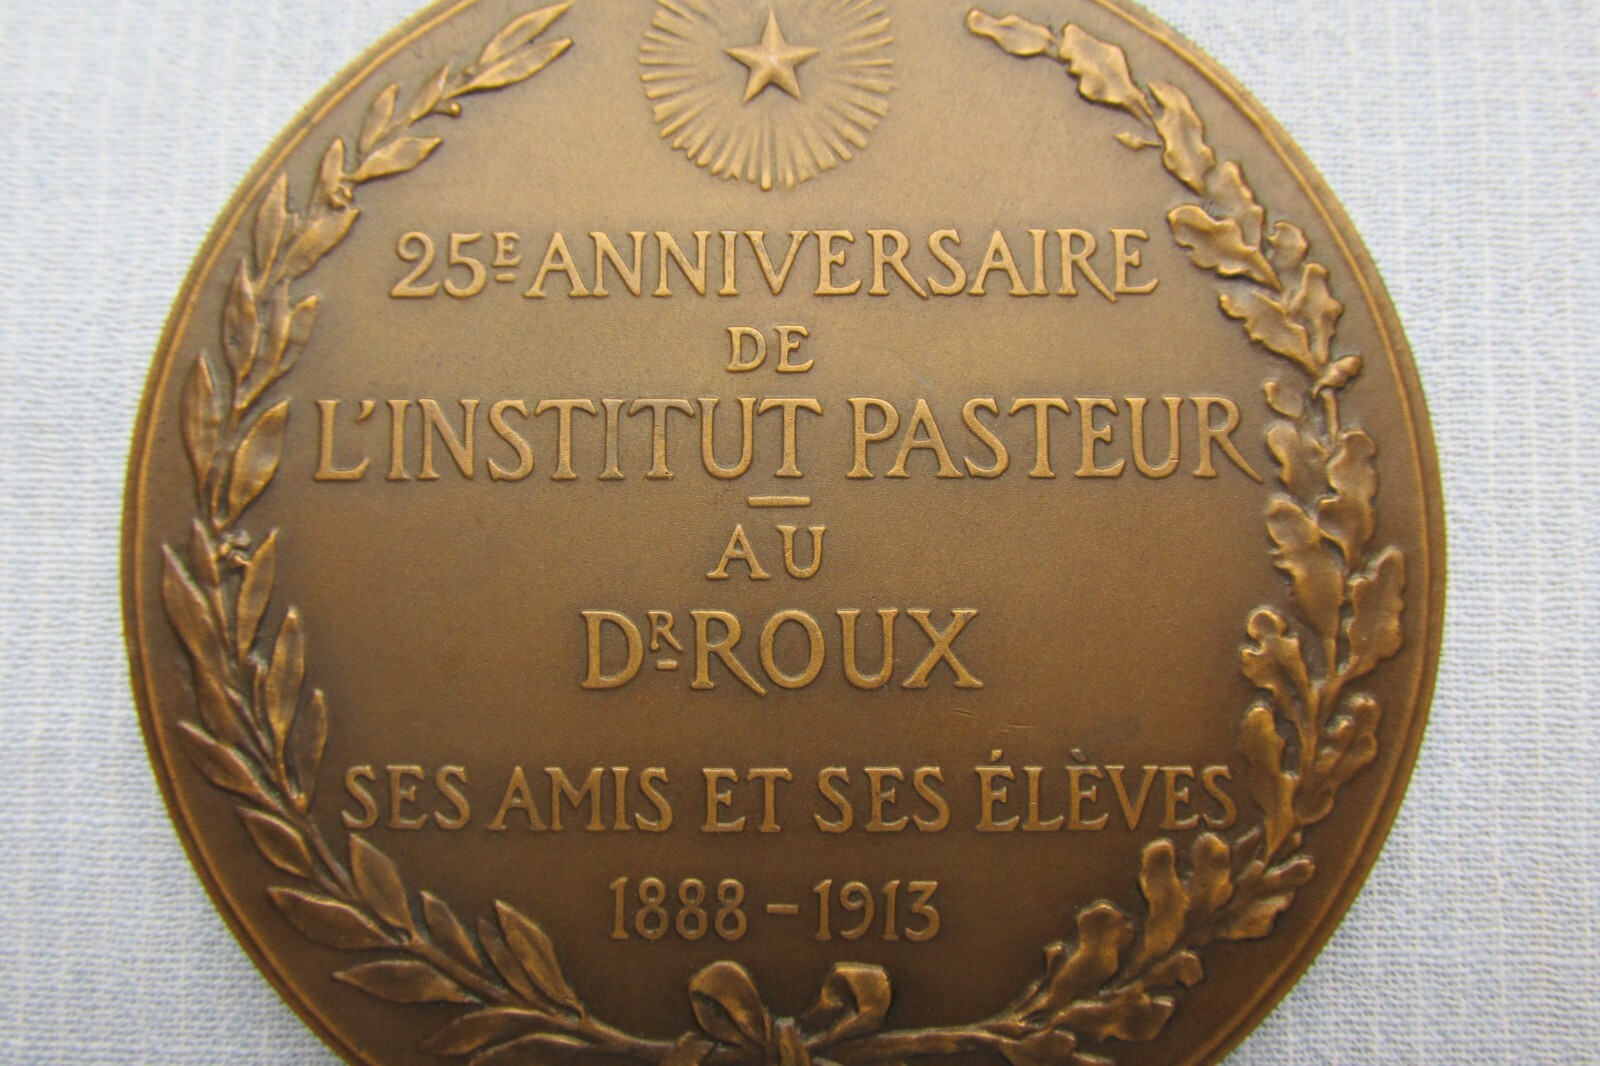 25E ANNIVERSAIRE
DE
L'INSTITUT PASTEUR
AU
DR ROUX
SES AMIS ET SES ÉLÈVES
1888-1913